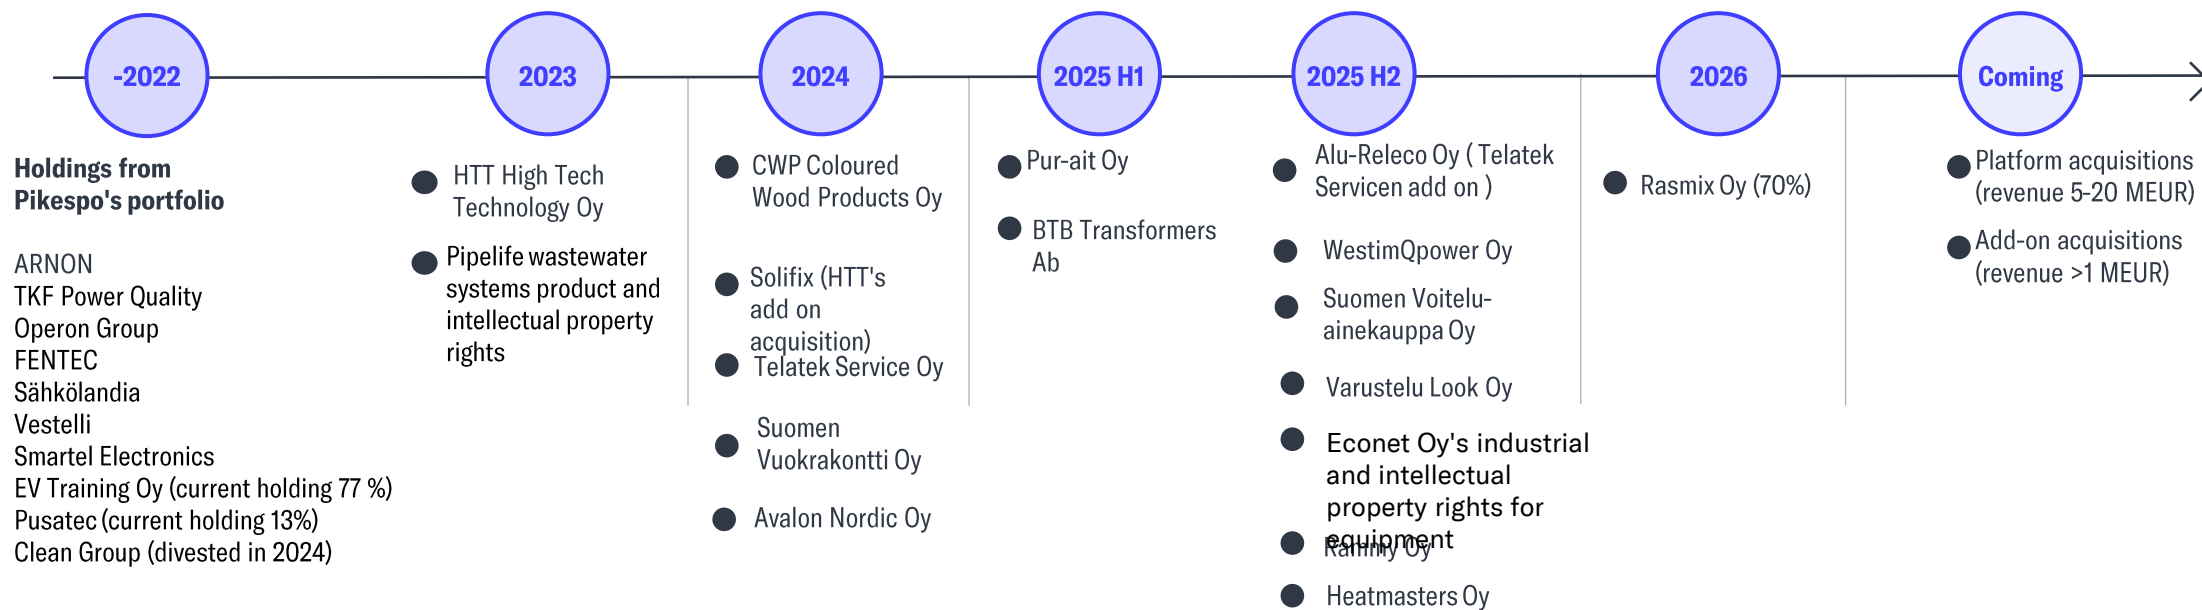 -2022
2023
2024
2025 H1
2025 H2
2026
Coming
Holdings from
Pikespo's portfolio
ARNON
TKF Power Quality
Operon Group
FENTEC
Sähkölandia
Vestelli
Smartel Electronics
EV Training Oy (current holding 77 %)
Pusatec (current holding 13%)
Clean Group (divested in 2024)
HTT High Tech
Technology Oy
Pipelife wastewater
systems product and
intellectual property
rights
CWP Coloured
Wood Products Oy
Solifix (HTT's
add on
acquisition)
Telatek Service Oy
Suomen
Vuokrakontti Oy
Avalon Nordic Oy
Pur-ait Oy
BTB Transformers
Ab
Alu-Releco Oy ( Telatek
Servicen add on )
WestimQpower Oy
Suomen Voitelu-
ainekauppa Oy
Varustelu Look Oy
Econet Oy's industrial
and intellectual
property rights for
equipment
Rammy Oy
Heatmasters Oy
Rasmix Oy (70%)
Platform acquisitions
(revenue 5-20 MEUR)
Add-on acquisitions
(revenue >1 MEUR)